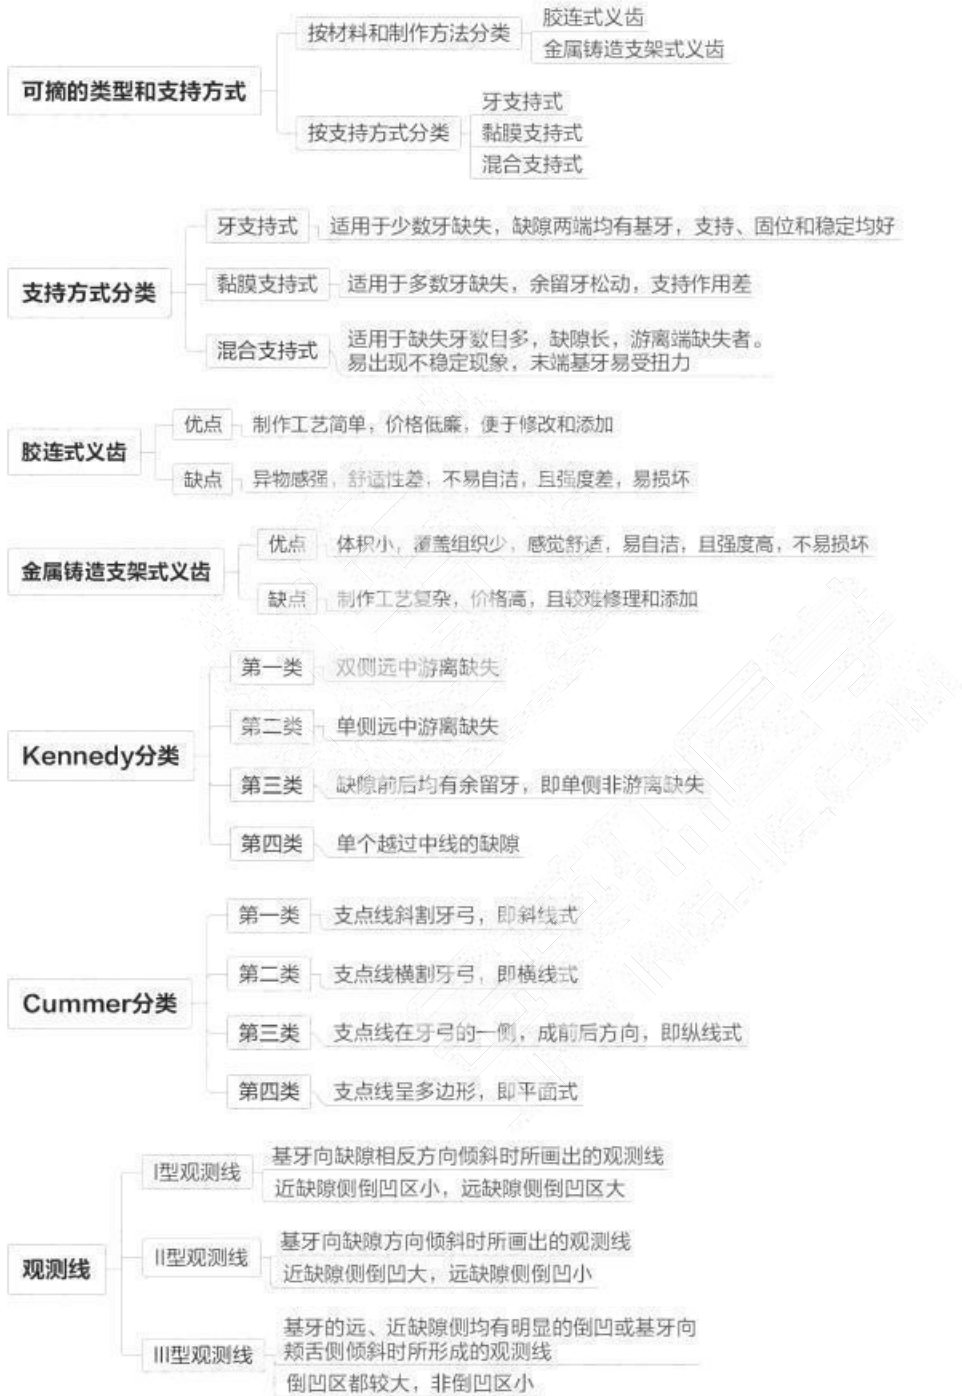 可摘的类型和支持方式
按材料和制作方法分类
胶连式义齿
金属铸造支架式义齿
按支持方式分类
牙支持式
黏膜支持式
混合支持式
支持方式分类
牙支持式
适用于少数牙缺失，缺隙两端均有基牙，支持、固位和稳定均好
黏膜支持式
适用于多数牙缺失，余留牙松动，支持作用差
混合支持式
适用于缺失牙数目多，缺隙长，游离端缺失者。
易出现不稳定现象，末端基牙易受扭力
胶连式义齿
优点
制作工艺简单，价格低廉，便于修改和添加
缺点
异物感强，舒适性差，不易自洁，且强度差，易损坏
金属铸造支架式义齿
优点
体积小，覆盖组织少，感觉舒适，易自洁，且强度高，不易损坏
缺点
制作工艺复杂，价格高，且较难修理和添加
Kennedy分类
第一类
双侧远中游离缺失
第二类
单侧远中游离缺失
第三类
缺隙前后均有余留牙，即单侧非游离缺失
第四类
单个越过中线的缺隙
Cummer分类
第一类
支点线斜割牙弓，即斜线式
第二类
支点线横割牙弓，即横线式
第三类
支点线在牙弓的一侧，成前后方向，即纵线式
第四类
支点线呈多边形，即平面式
观测线
I型观测线
基牙向缺隙相反方向倾斜时所画出的观测线
近缺隙侧倒凹区小，远缺隙侧倒凹区大
II型观测线
基牙向缺隙方向倾斜时所画出的观测线
近缺隙侧倒凹大，远缺隙侧倒凹小
III型观测线
基牙的远、近缺隙侧均有明显的倒凹或基牙向
颊舌侧倾斜时所形成的观测线
倒凹区都较大，非倒凹区小